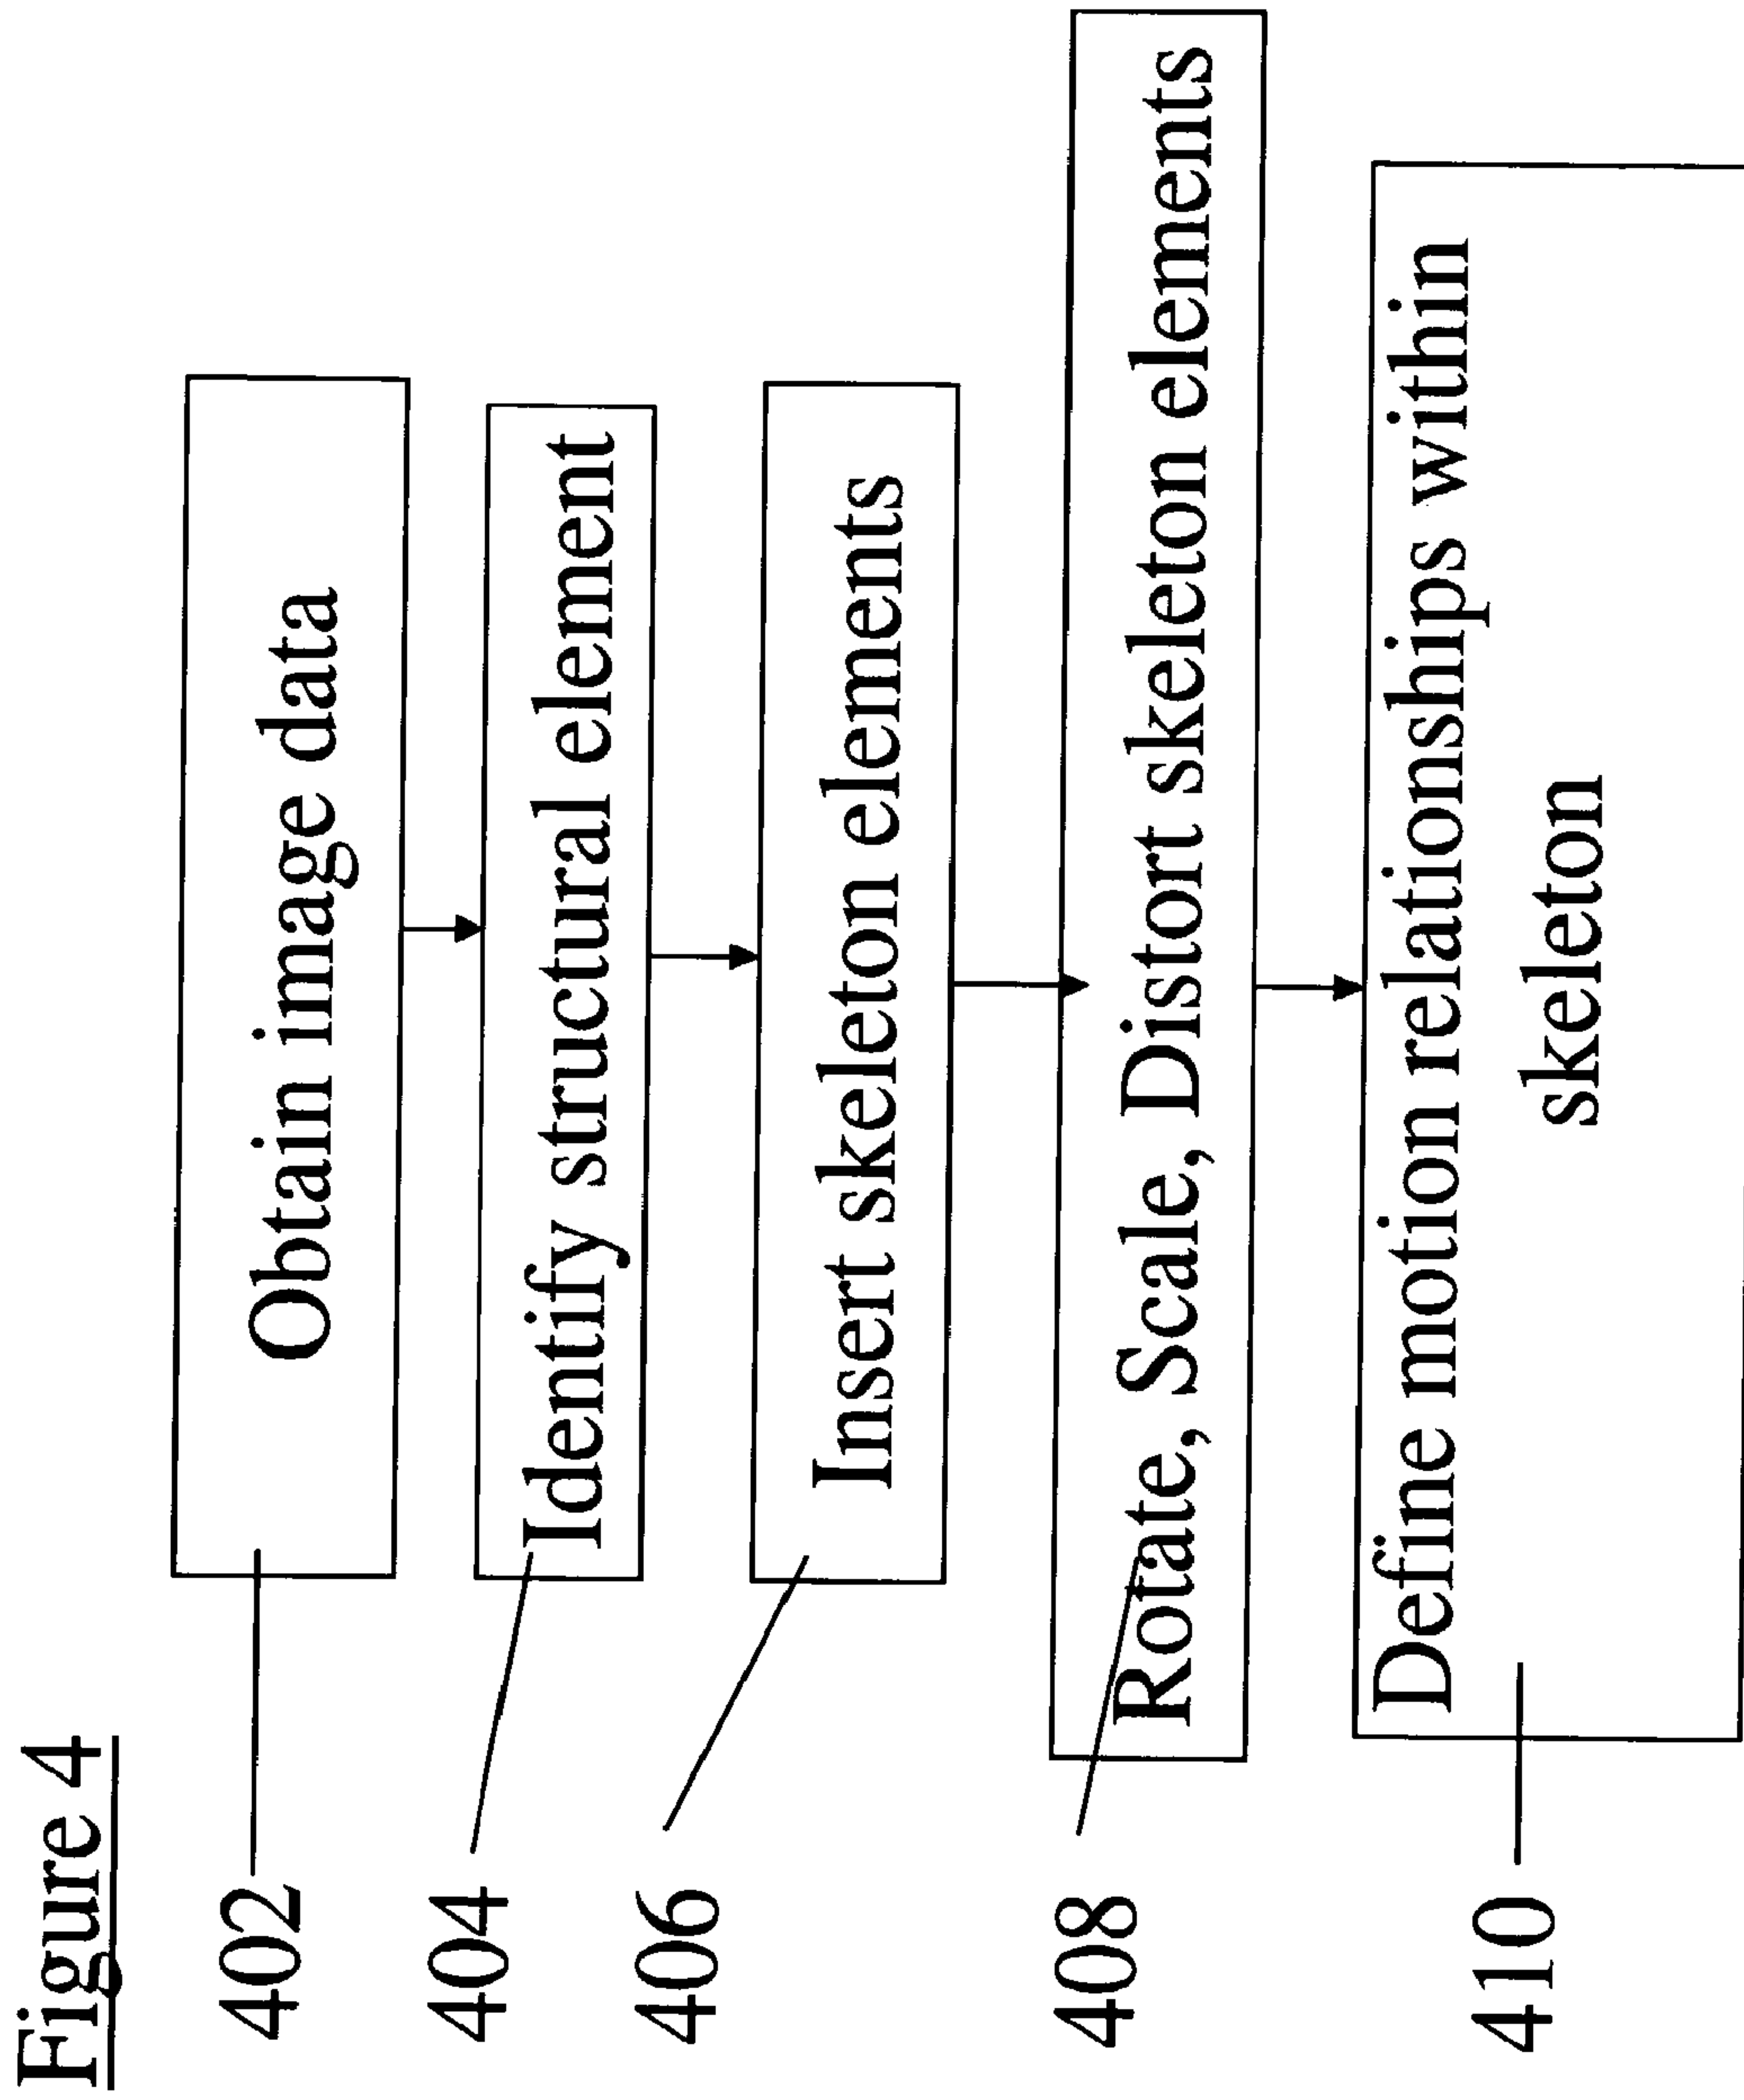 Figure 4
402
Obtain image data
404
Identify structural element
406
Insert skeleton elements
408
Rotate, Scale, Distort skeleton elements
410
Define motion relationships within
skeleton